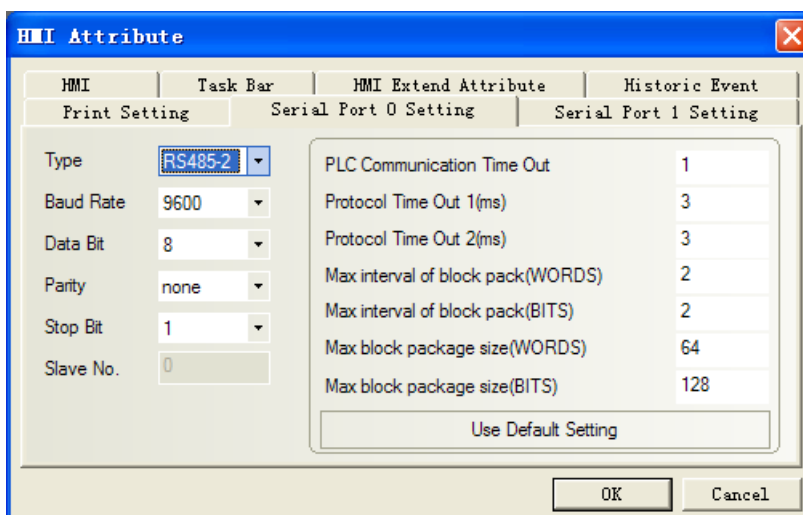 HMI Attribute
HMI
Task Bar
HMI Extend Attribute
Historic Event
Print Setting
Serial Port 0 Setting
Serial Port 1 Setting
Type RS485-2
Baud Rate 9600
Data Bit 8
Parity none
Stop Bit 1
Slave No. 0
PLC Communication Time Out 1
Protocol Time Out 1(ms) 3
Protocol Time Out 2(ms) 3
Max interval of block pack(WORDS) 2
Max interval of block pack(BITS) 2
Max block package size(WORDS) 64
Max block package size(BITS) 128
Use Default Setting
OK
Cancel